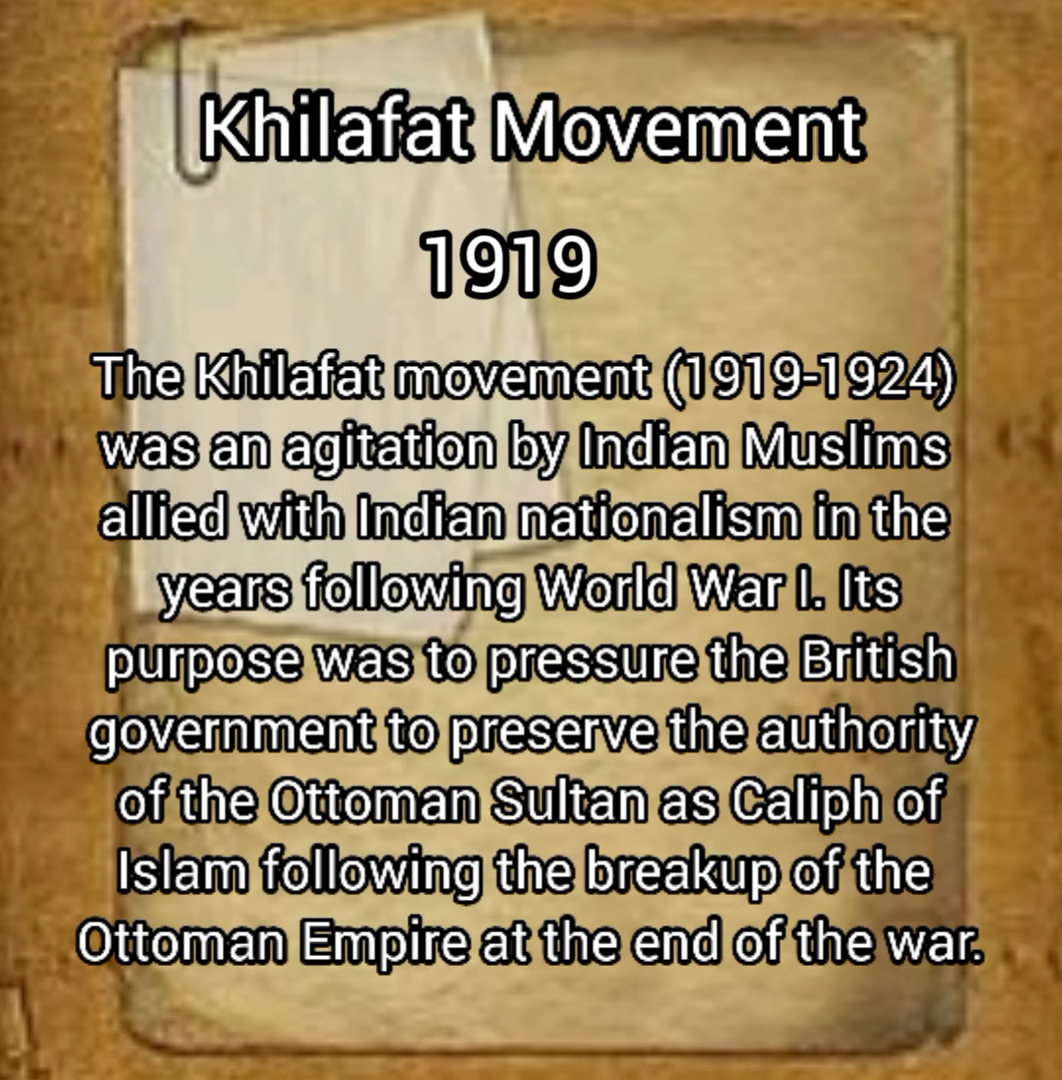 Khilafat Movement
1919
The Khilafat movement (1919-1924)
was an agitation by Indian Muslims
allied with Indian nationalism in the
years following World War I. Its
purpose was to pressure the British
government to preserve the authority
of the Ottoman Sultan as Caliph of
Islam following the breakup of the
Ottoman Empire at the end of the war.